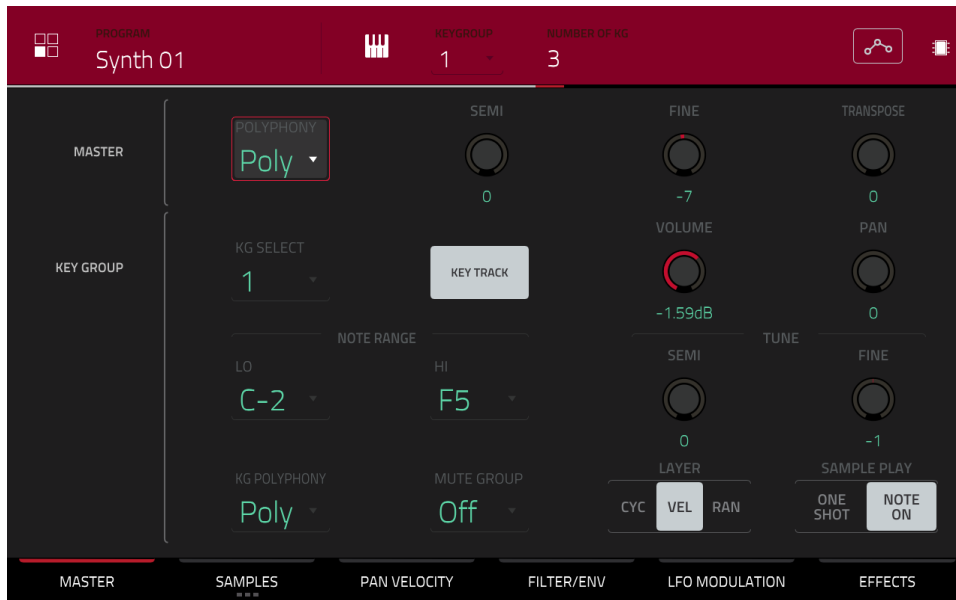 PROGRAM
Synth 01
KEYGROUP
1
NUMBER OF KG
3
MASTER
POLYPHONY
Poly
SEMI
0
FINE
-7
TRANSPOSE
0
KEY GROUP
KG SELECT
1
KEY TRACK
VOLUME
-1.59dB
PAN
0
NOTE RANGE
TUNE
LO
C-2
HI
F5
SEMI
0
FINE
-1
KG POLYPHONY
Poly
MUTE GROUP
Off
LAYER
CYC VEL RAN
SAMPLE PLAY
ONE
SHOT
NOTE
ON
MASTER SAMPLES PAN VELOCITY FILTER/ENV LFO MODULATION EFFECTS